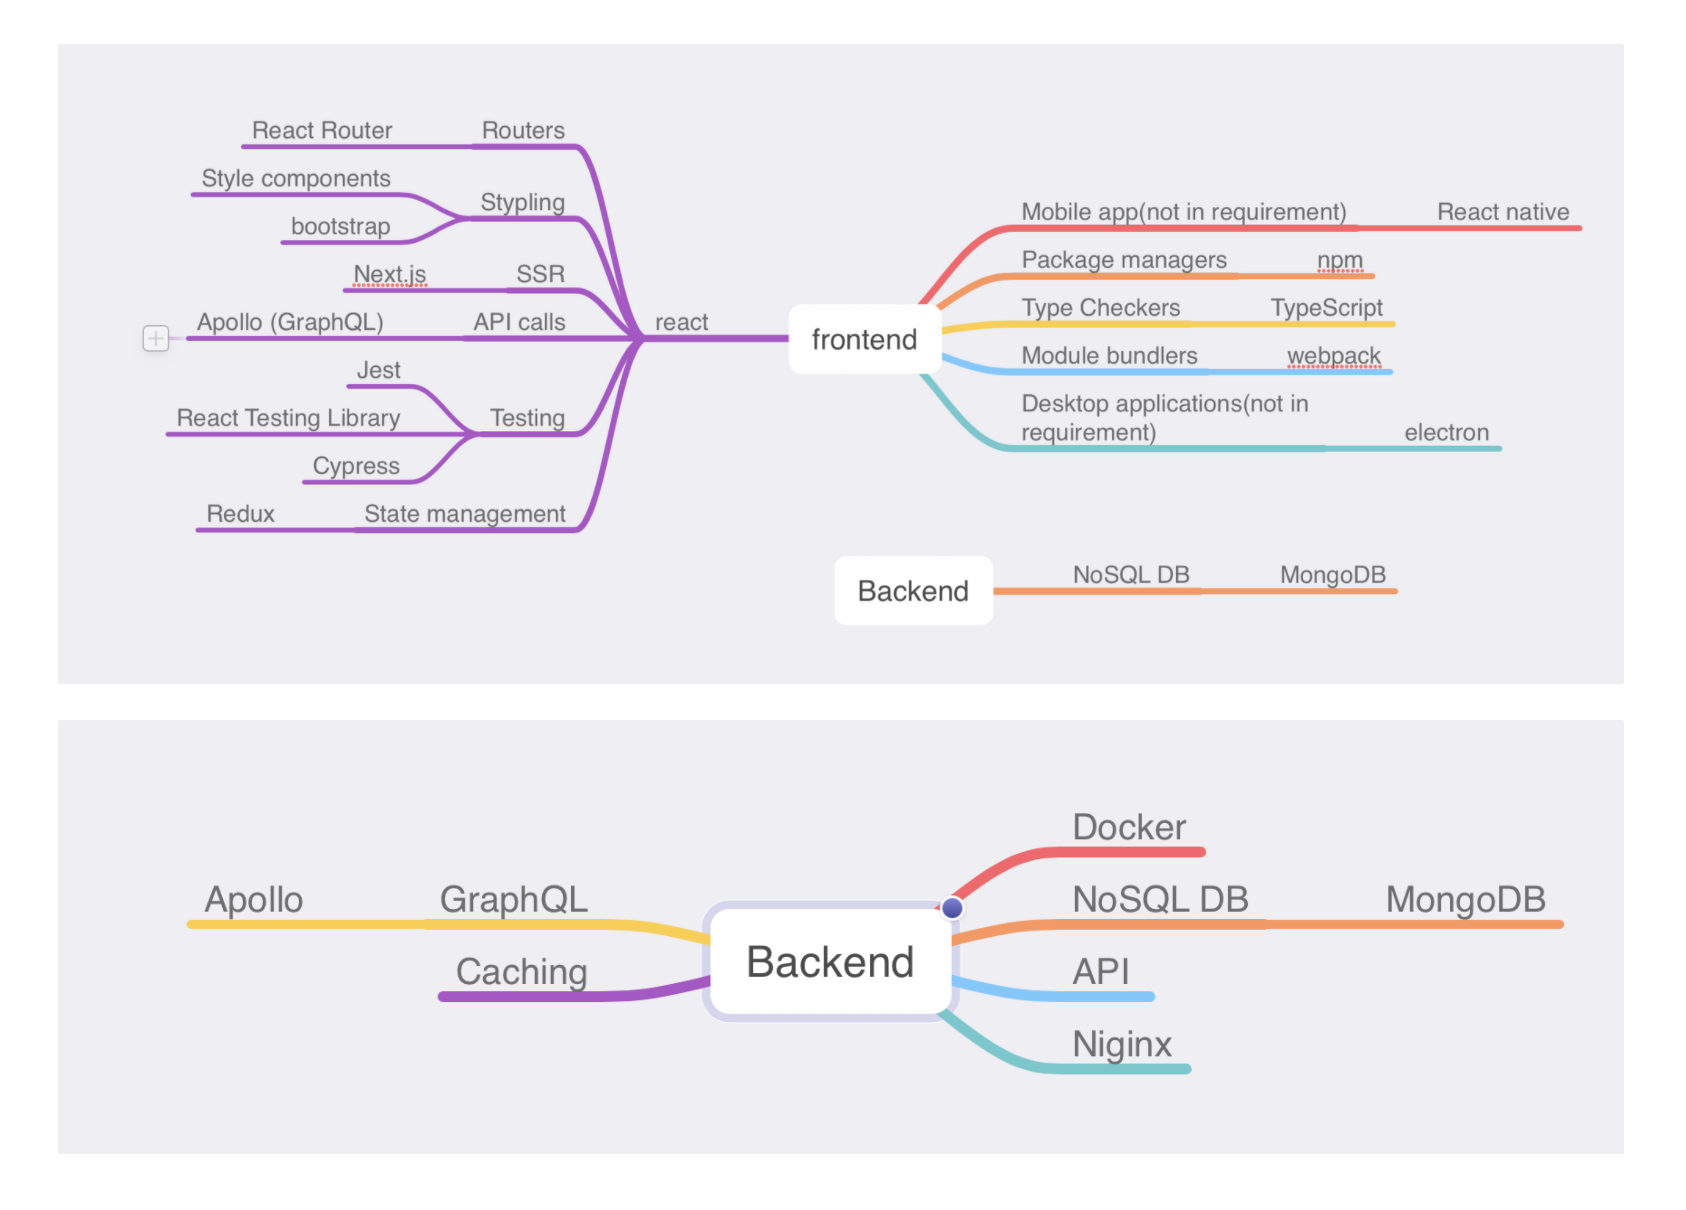 React Router
Routers
Style components
Stypling
bootstrap
Next.js
SSR
Apollo (GraphQL)
API calls
react
Jest
React Testing Library
Testing
Cypress
Redux
State management
frontend
Mobile app(not in requirement)
React native
Package managers
npm
Type Checkers
TypeScript
Module bundlers
webpack
Desktop applications(not in
requirement)
electron
Backend
NoSQL DB
MongoDB
Apollo
GraphQL
Caching
Backend
Docker
NoSQL DB
MongoDB
API
Niginx